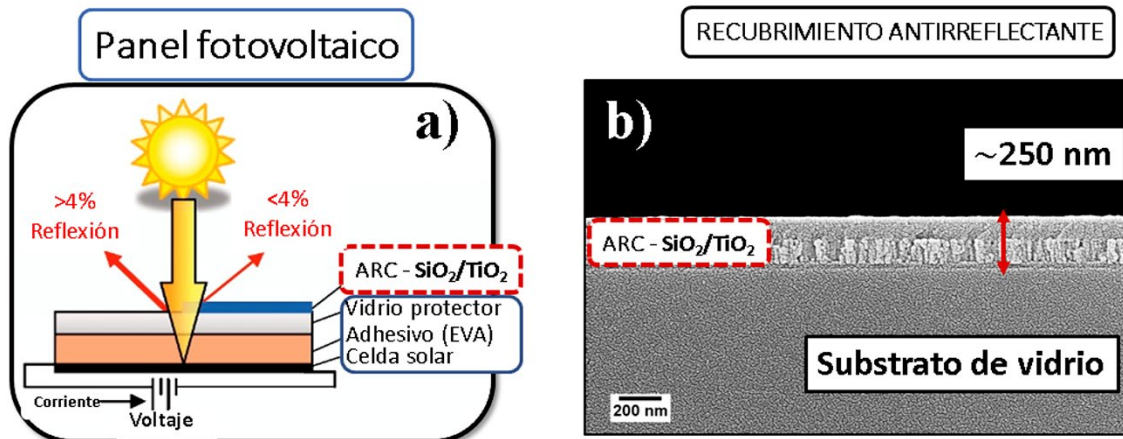 Panel fotovoltaico
a)
>4%
Reflexión
<4%
Reflexión
ARC - SiO₂/TiO₂
Vidrio protector
Adhesivo (EVA)
Celda solar
Corriente
Voltaje
RECUBRIMIENTO ANTIRREFLECTANTE
b)
~250 nm
ARC - SiO₂/TiO₂
Substrato de vidrio
200 nm